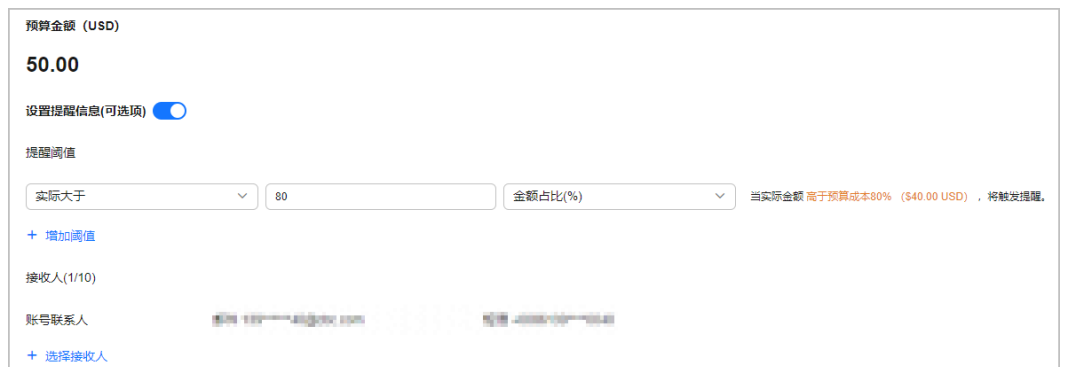 预算金额（USD）
50.00
设置提醒信息(可选项)
提醒阈值
实际大于 80 金额占比(%) 当实际金额 高于预算成本80% （$40.00 USD），将触发提醒。
+ 增加阈值
接收人(1/10)
账号联系人
+ 选择接收人